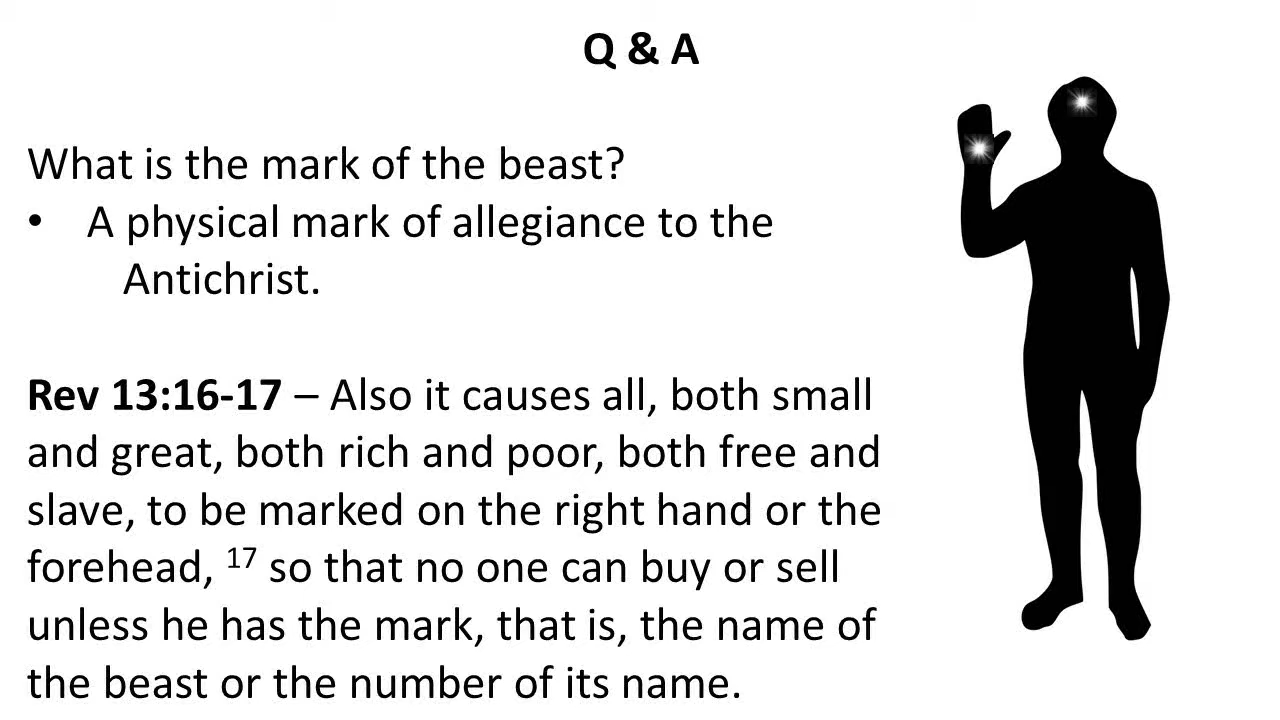 Q & A
What is the mark of the beast?
• A physical mark of allegiance to the
Antichrist.
Rev 13:16-17 – Also it causes all, both small
and great, both rich and poor, both free and
slave, to be marked on the right hand or the
forehead, 17 so that no one can buy or sell
unless he has the mark, that is, the name of
the beast or the number of its name.